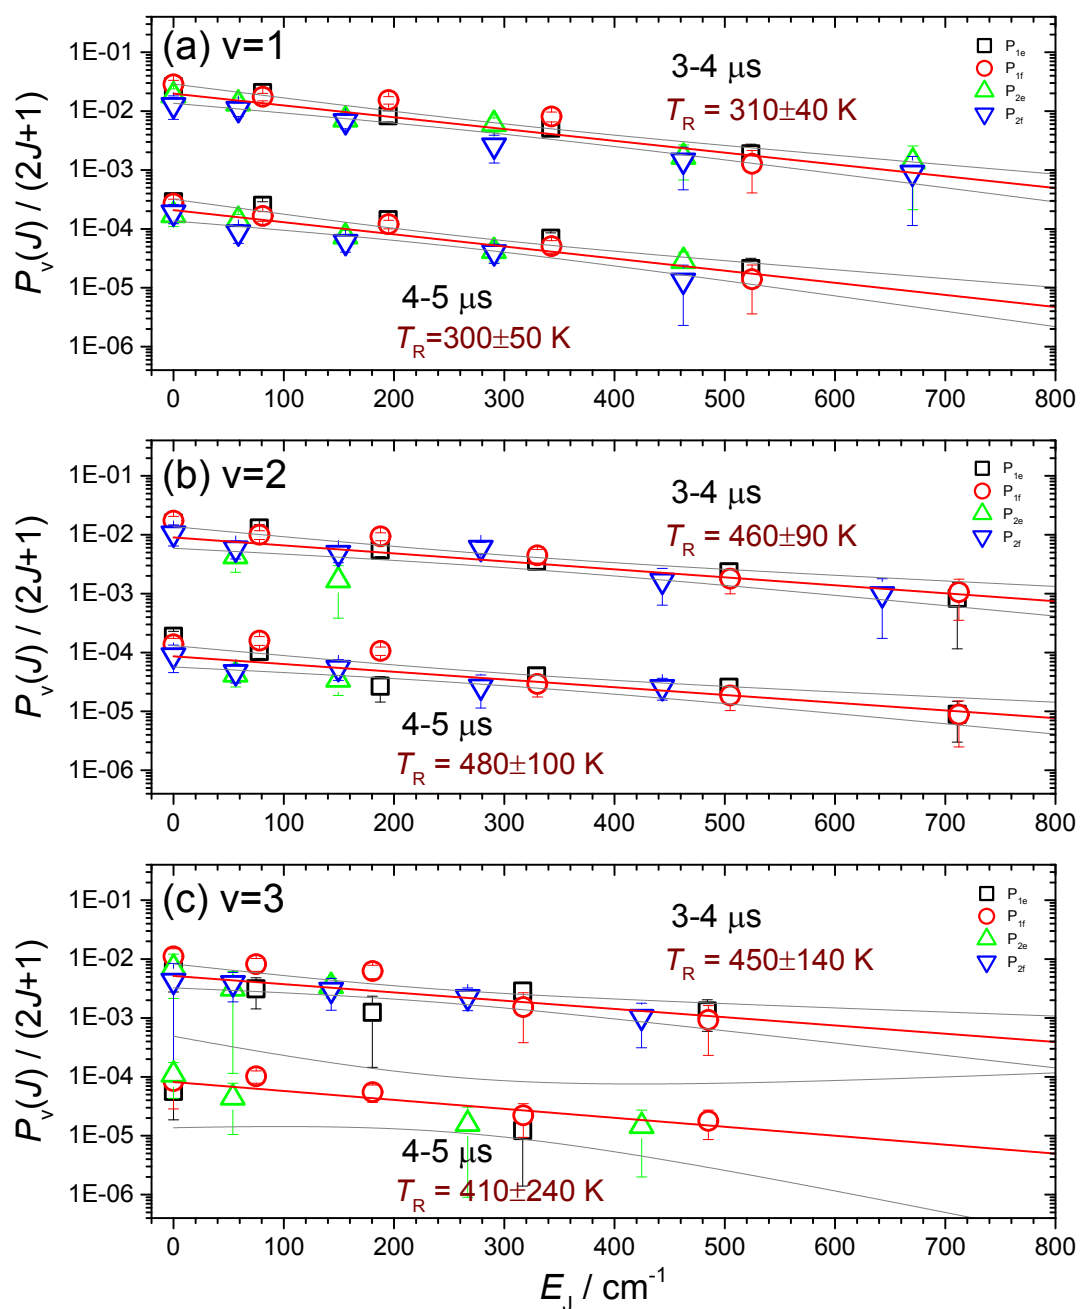 (a) v=1
3-4 μs
T_R = 310±40 K
4-5 μs
T_R=300±50 K
P_1e
P_1f
P_2e
P_2f
1E-01
1E-02
1E-03
1E-04
1E-05
1E-06
P_v(J) / (2J+1)
0 100 200 300 400 500 600 700 800
(b) v=2
3-4 μs
T_R = 460±90 K
4-5 μs
T_R = 480±100 K
P_1e
P_1f
P_2e
P_2f
1E-01
1E-02
1E-03
1E-04
1E-05
1E-06
P_v(J) / (2J+1)
0 100 200 300 400 500 600 700 800
(c) v=3
3-4 μs
T_R = 450±140 K
4-5 μs
T_R = 410±240 K
P_1e
P_1f
P_2e
P_2f
1E-01
1E-02
1E-03
1E-04
1E-05
1E-06
P_v(J) / (2J+1)
0 100 200 300 400 500 600 700 800
E_J / cm⁻¹